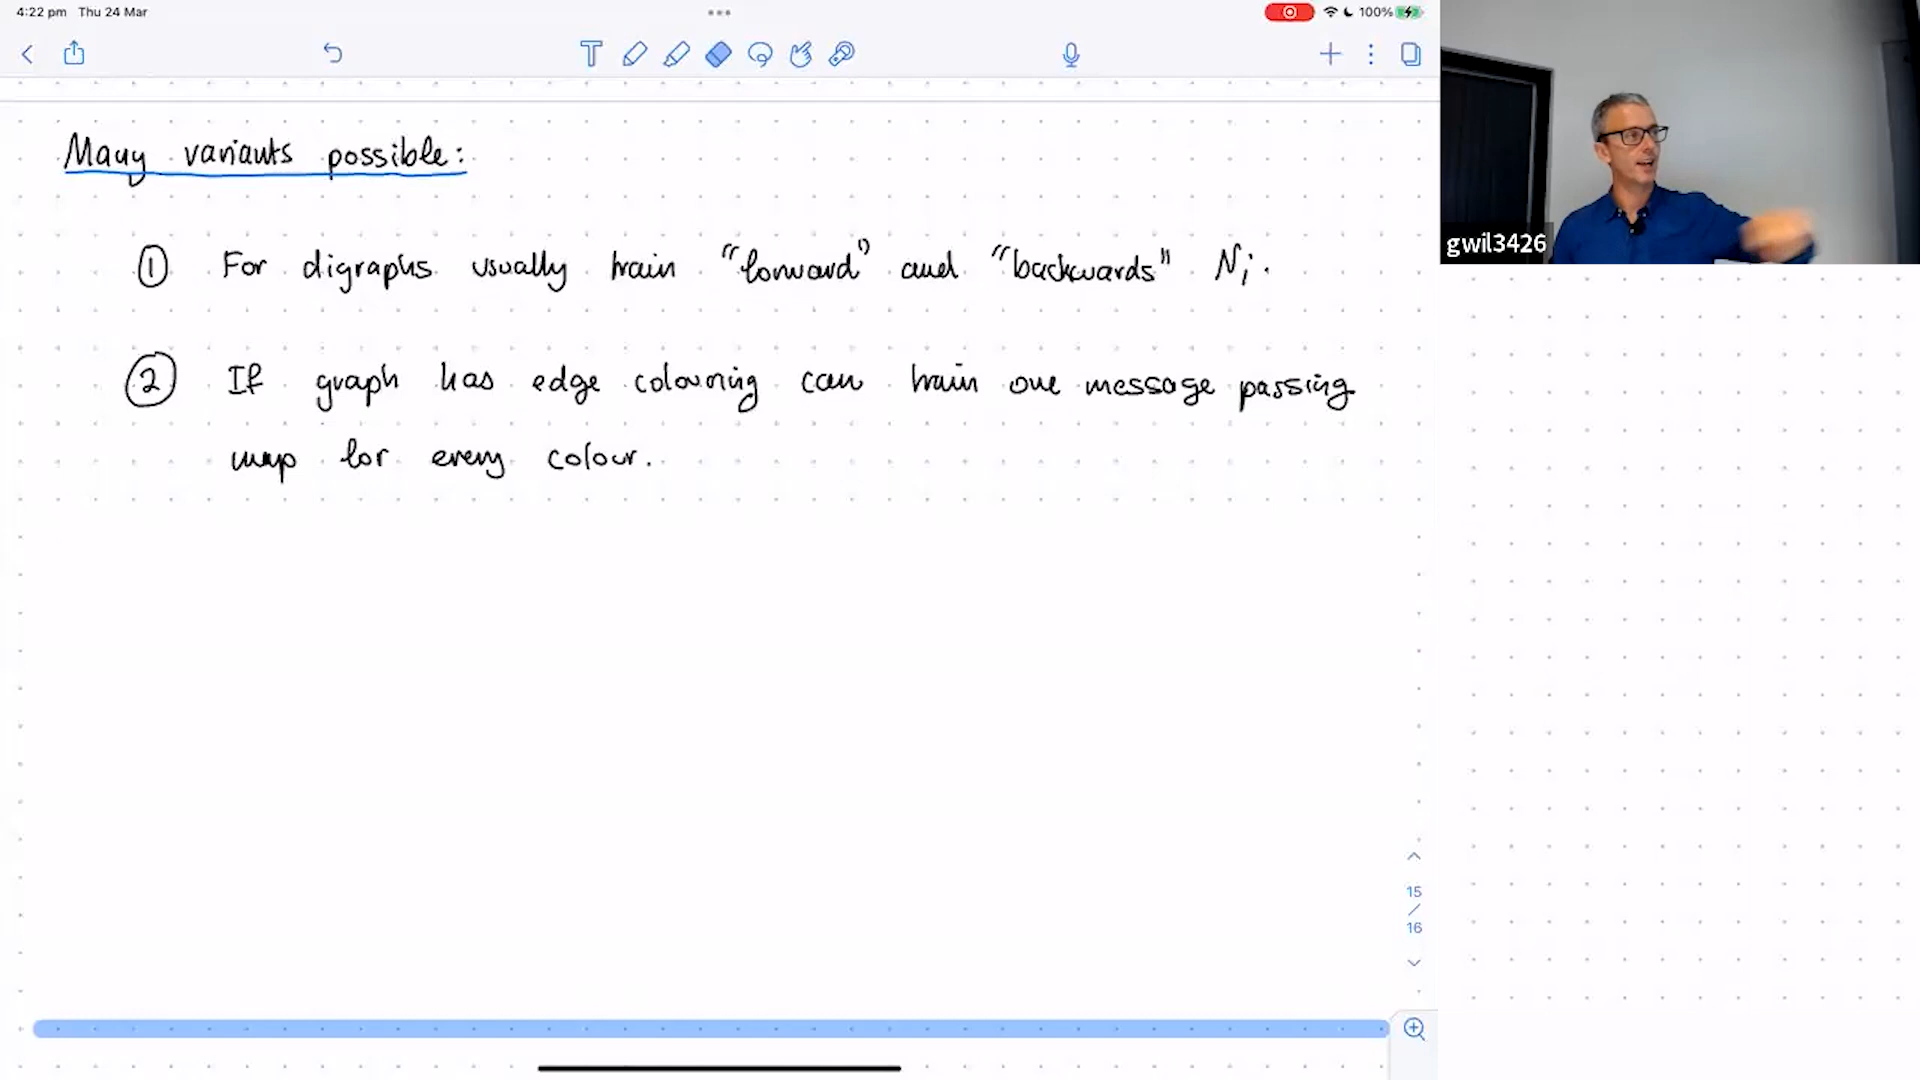 4:22 pm Thu 24 Mar
100%
Many variants possible:
gwil3426
① For digraphs usually train "forward" and "backwards" Ni.
② If graph has edge colouring can train one message passing
map for every colour.
15
/
16